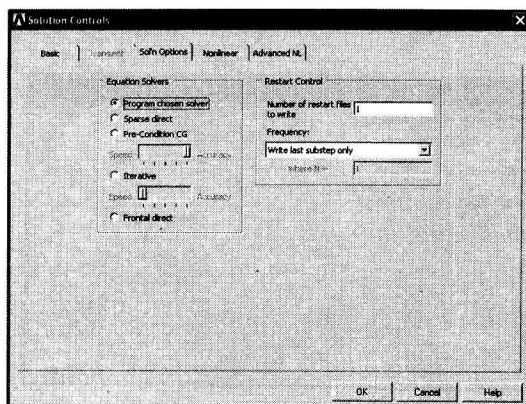 Solution Controls
Basic
Transient
Sol'n Options
Nonlinear
Advanced NL
Equation Solvers
Program chosen solver
Sparse direct
Pre-Condition CG
Speed
Accuracy
Iterative
Speed
Accuracy
Frontal direct
Restart Control
Number of restart files
to write
1
Frequency:
Write last substep only
Where N =
1
OK
Cancel
Help